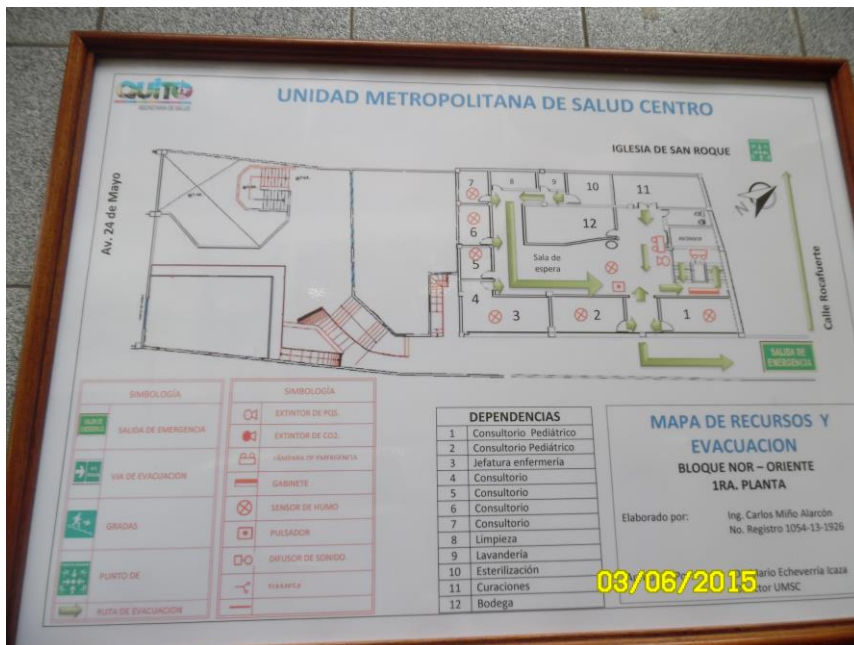 QUITO
SECRETARIA DE SALUD
UNIDAD METROPOLITANA DE SALUD CENTRO
IGLESIA DE SAN ROQUE
Av. 24 de Mayo
N
Calle Rocafuerte
7
8
9
10
11
6
12
5
Sala de
espera
4
3
2
1
SALIDA DE
EMERGENCIA
SIMBOLOGÍA
SALIDA DE EMERGENCIA
VIA DE EVACUACIÓN
GRADAS
PUNTO DE
RUTA DE EVACUACION
SIMBOLOGÍA
EXTINTOR DE PQS.
EXTINTOR DE CO2.
LÁMPARA DE EMERGENCIA
GABINETE
SENSOR DE HUMO
PULSADOR
DIFUSOR DE SONIDO
DEPENDENCIAS
1 Consultorio Pediátrico
2 Consultorio Pediátrico
3 Jefatura enfermería
4 Consultorio
5 Consultorio
6 Consultorio
7 Consultorio
8 Limpieza
9 Lavandería
10 Esterilización
11 Curaciones
12 Bodega
MAPA DE RECURSOS Y
EVACUACION
BLOQUE NOR – ORIENTE
1RA. PLANTA
Elaborado por: Ing. Carlos Miño Alarcón
No. Registro 1054-13-1926
Echeverría Icaza
UMSC
03/06/2015